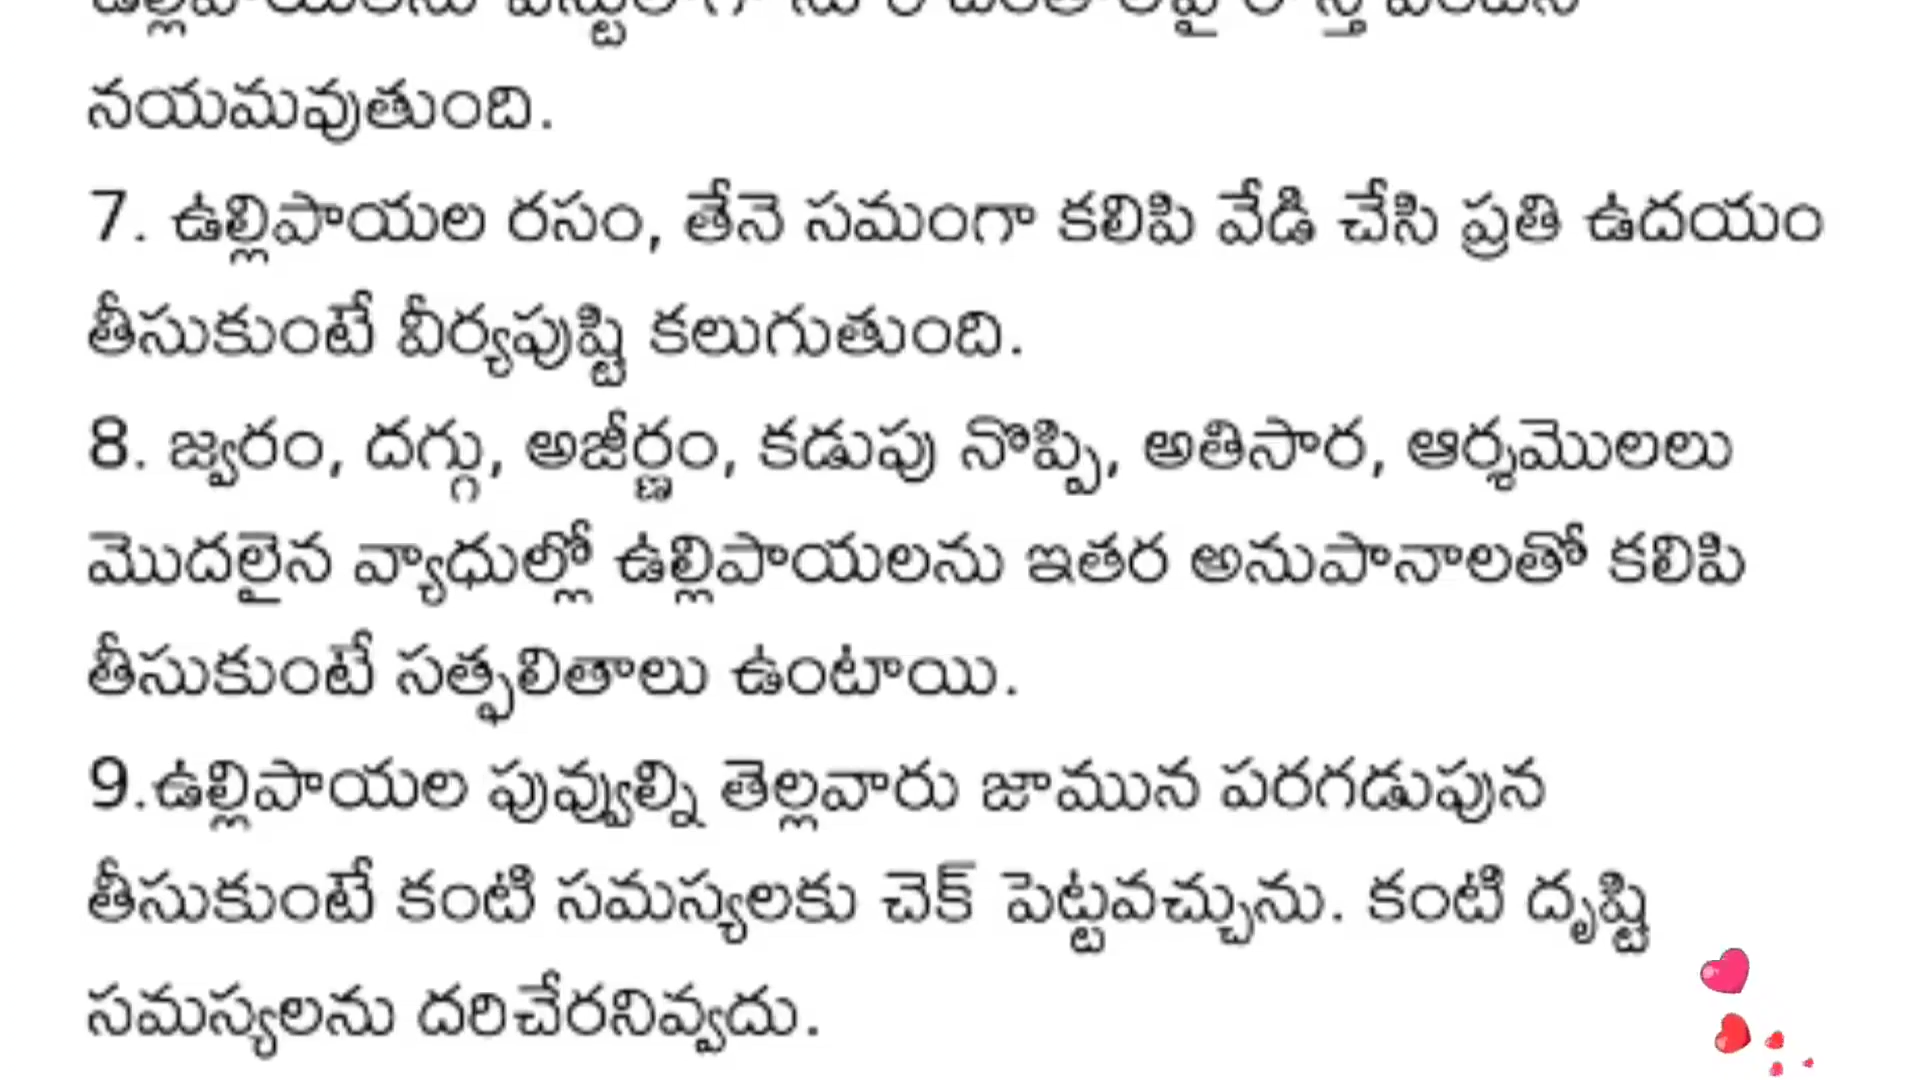 నయమవుతుంది.
7. ఉల్లిపాయల రసం, తేనె సమంగా కలిపి వేడి చేసి ప్రతి ఉదయం
తీసుకుంటే వీర్యపుష్టి కలుగుతుంది.
8. జ్వరం, దగ్గు, అజీర్ణం, కడుపు నొప్పి, అతిసార, ఆర్శమొలలు
మొదలైన వ్యాధుల్లో ఉల్లిపాయలను ఇతర అనుపానాలతో కలిపి
తీసుకుంటే సత్ఫలితాలు ఉంటాయి.
9.ఉల్లిపాయల పువ్వుల్ని తెల్లవారు జామున పరగడుపున
తీసుకుంటే కంటి సమస్యలకు చెక్ పెట్టవచ్చును. కంటి దృష్టి
సమస్యలను దరిచేరనివ్వదు.